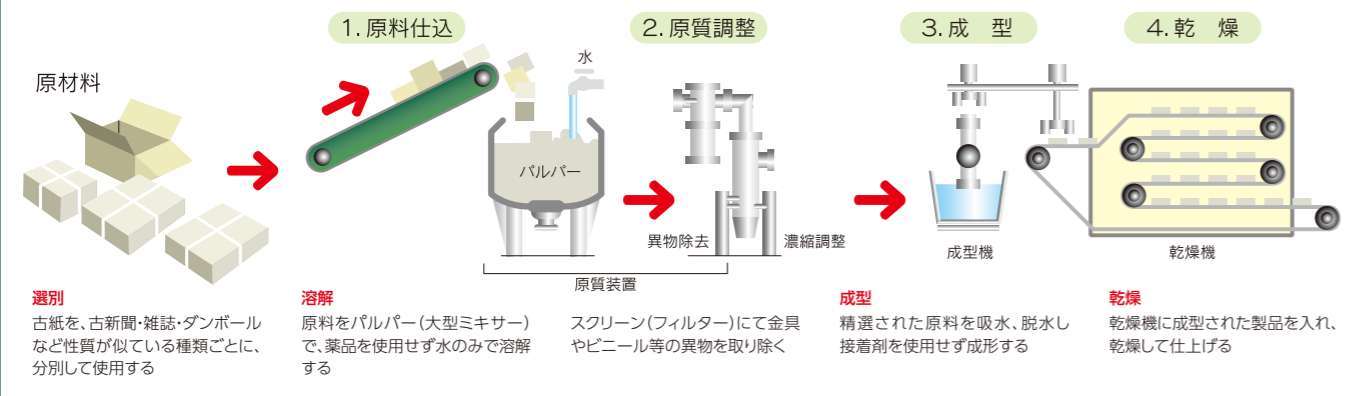 1. 原料仕込
2. 原質調整
3. 成　型
4. 乾　燥
原材料
水
パルパー
異物除去
濃縮調整
成型機
乾燥機
原質装置
選別
古紙を、古新聞・雑誌・ダンボール
など性質が似ている種類ごとに、
分別して使用する
溶解
原料をパルパー（大型ミキサー）
で、薬品を使用せず水のみで溶解
する
スクリーン（フィルター）にて金具
やビニール等の異物を取り除く
成型
精選された原料を吸水、脱水し
接着剤を使用せず成形する
乾燥
乾燥機に成型された製品を入れ、
乾燥して仕上げる